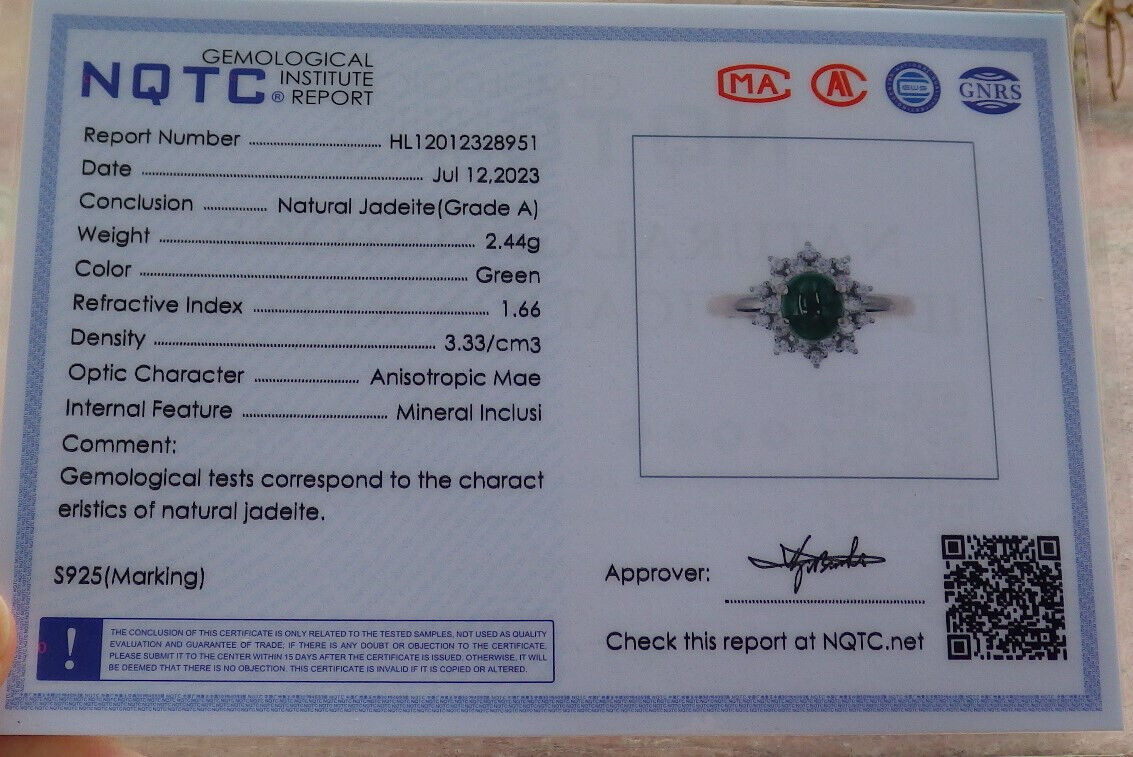 NQTC ® GEMOLOGICAL INSTITUTE REPORT
MA AL GNRS
Report Number HL12012328951
Date Jul 12,2023
Conclusion Natural Jadeite(Grade A)
Weight 2.44g
Color Green
Refractive Index 1.66
Density 3.33/cm3
Optic Character Anisotropic Mae
Internal Feature Mineral Inclusi
Comment:
Gemological tests correspond to the charact
eristics of natural jadeite.
S925(Marking)
Approver:
Check this report at NQTC.net
! THE CONCLUSION OF THIS CERTIFICATE IS ONLY RELATED TO THE TESTED SAMPLES, NOT USED AS QUALITY
EVALUATION AND GUARANTEE OF TRADE; IF THERE IS ANY DOUBT OR OBJECTION TO THE CERTIFICATE,
PLEASE SUBMIT IT TO THE CENTER WITHIN 15 DAYS AFTER THE CERTIFICATE IS ISSUED, OTHERWISE, IT WILL
BE DEEMED THAT THERE IS NO OBJECTION. THIS CERTIFICATE IS INVALID IF IT IS COPIED OR ALTERED.